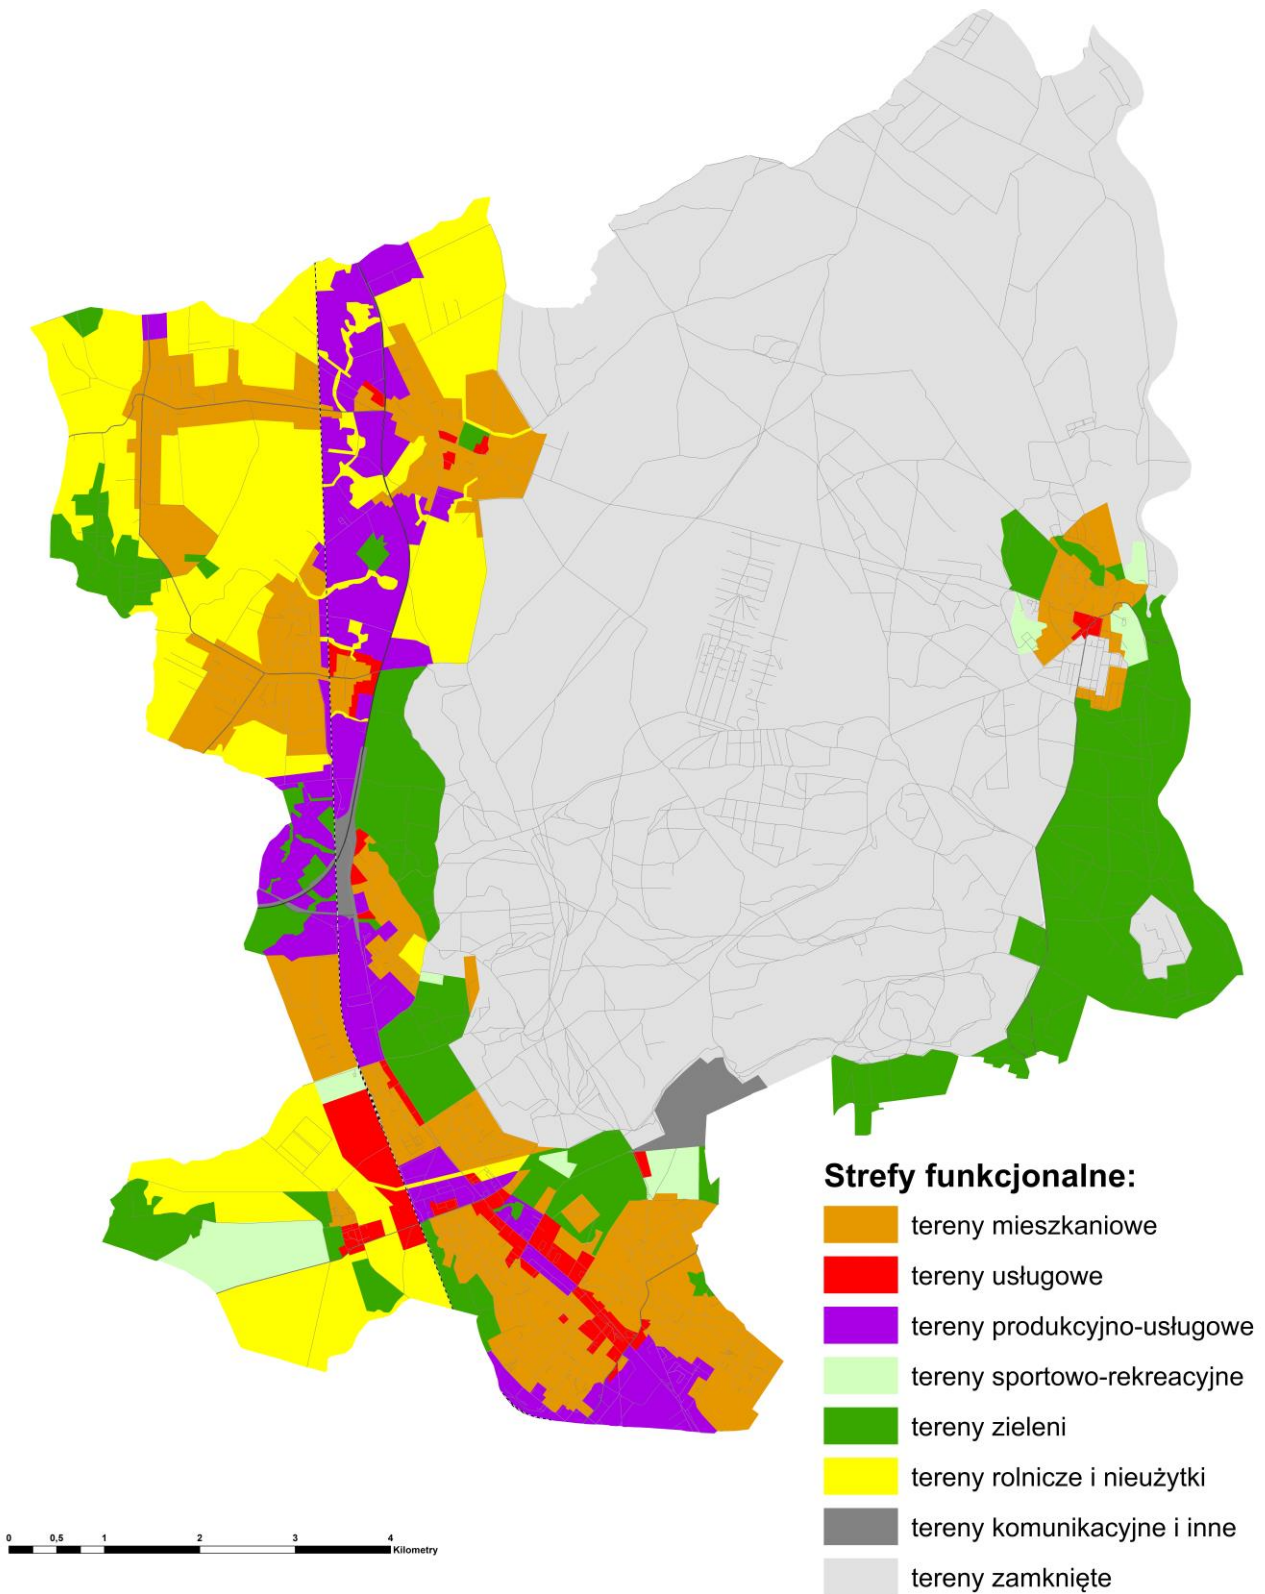 Strefy funkcjonalne:
tereny mieszkaniowe
tereny usługowe
tereny produkcyjno-usługowe
tereny sportowo-rekreacyjne
tereny zieleni
tereny rolnicze i nieużytki
tereny komunikacyjne i inne
tereny zamknięte
0 0,5 1 2 3 4
Kilometry